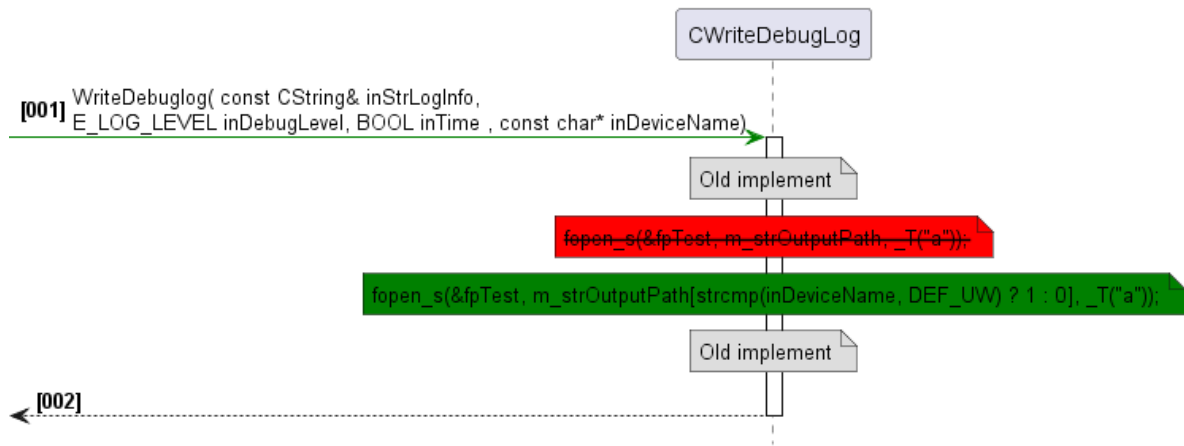 CWriteDebugLog
[001] WriteDebuglog( const CString& inStrLogInfo,
E_LOG_LEVEL inDebugLevel, BOOL inTime , const char* inDeviceName)
Old implement
fopen_s(&fpTest, m_strOutputPath, _T("a"));
fopen_s(&fpTest, m_strOutputPath[strcmp(inDeviceName, DEF_UW) ? 1 : 0], _T("a"));
Old implement
[002]